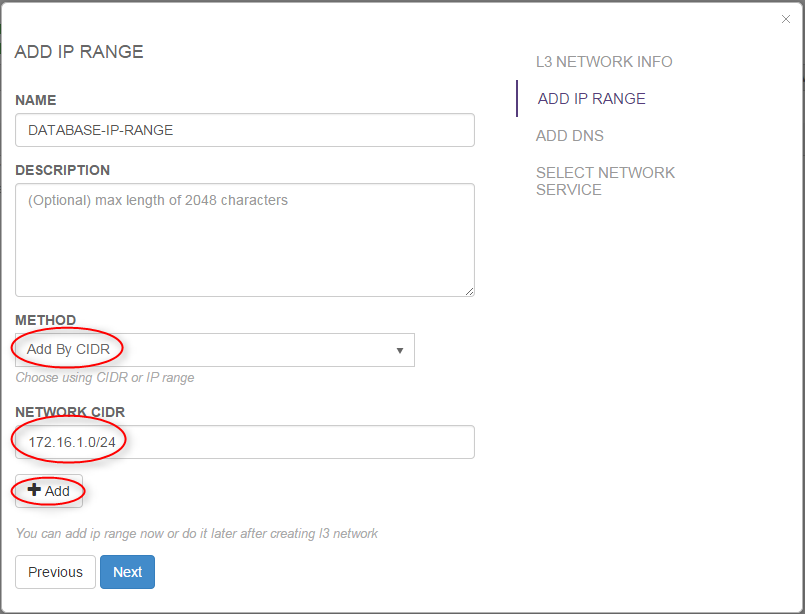 ×
ADD IP RANGE
NAME
DATABASE-IP-RANGE
DESCRIPTION
(Optional) max length of 2048 characters
METHOD
Add By CIDR
Choose using CIDR or IP range
NETWORK CIDR
172.16.1.0/24
+ Add
You can add ip range now or do it later after creating l3 network
Previous Next
L3 NETWORK INFO
ADD IP RANGE
ADD DNS
SELECT NETWORK
SERVICE